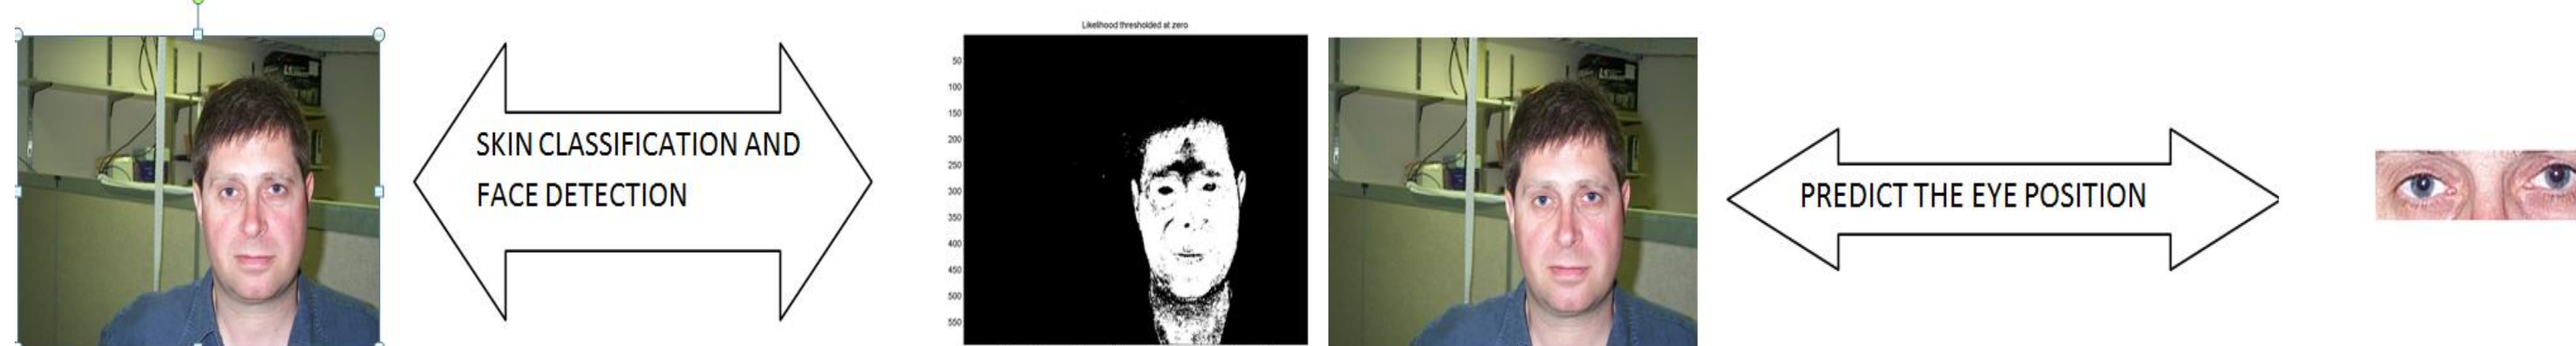 Likelihood thresholded at zero
50
100
150
200
250
300
350
400
450
500
550
SKIN CLASSIFICATION AND
FACE DETECTION
PREDICT THE EYE POSITION